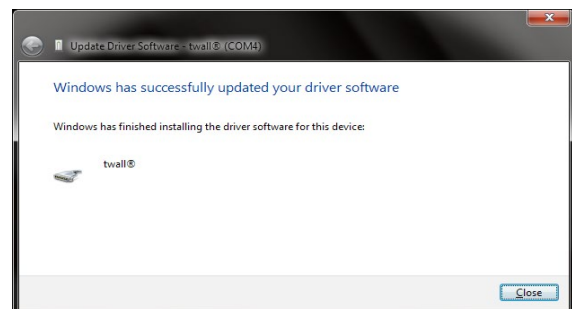 Update Driver Software - twall® (COM4)
Windows has successfully updated your driver software
Windows has finished installing the driver software for this device:
twall®
Close